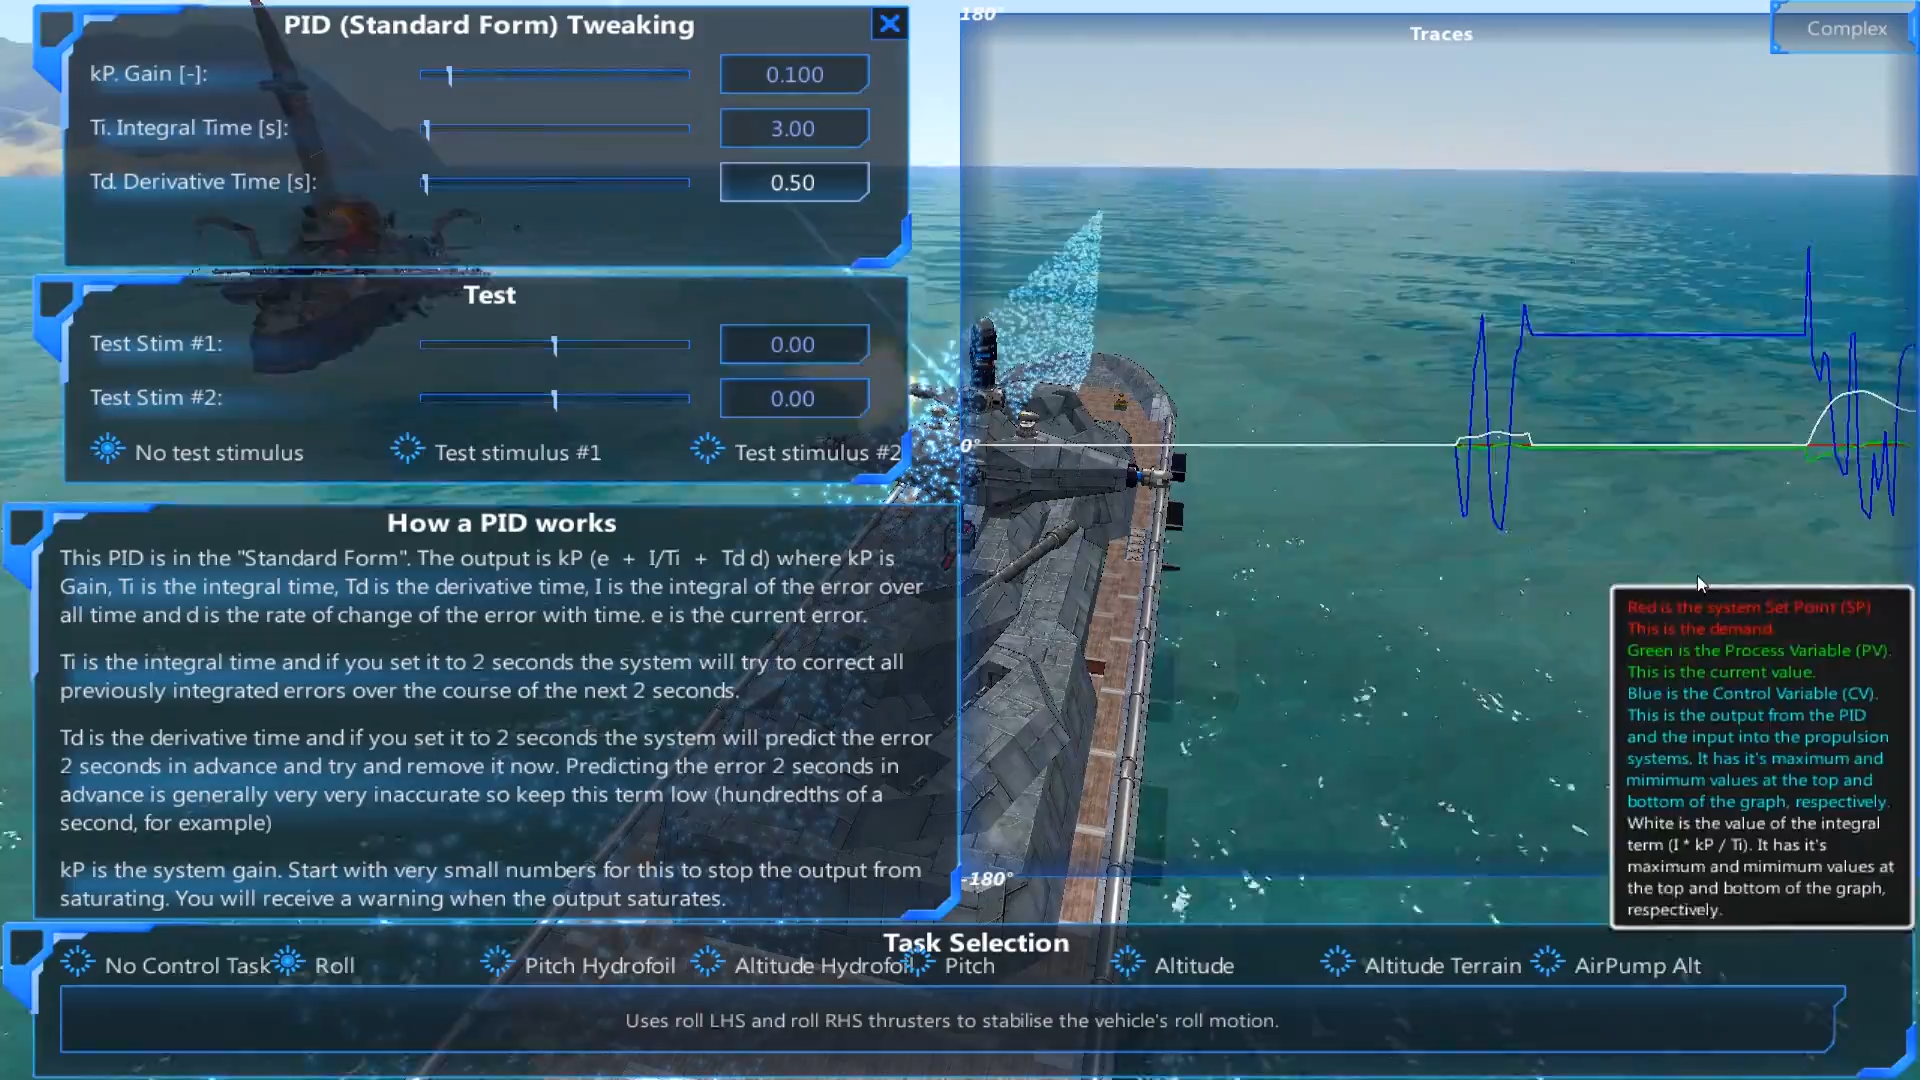 PID (Standard Form) Tweaking
kP. Gain [-]:
0.100
Ti. Integral Time [s]:
3.00
Td. Derivative Time [s]:
0.50
Test
Test Stim #1:
0.00
Test Stim #2:
0.00
No test stimulus
Test stimulus #1
Test stimulus #2
How a PID works
This PID is in the "Standard Form". The output is kP (e + I/Ti + Td d) where kP is
Gain, Ti is the integral time, Td is the derivative time, I is the integral of the error over
all time and d is the rate of change of the error with time. e is the current error.
Ti is the integral time and if you set it to 2 seconds the system will try to correct all
previously integrated errors over the course of the next 2 seconds.
Td is the derivative time and if you set it to 2 seconds the system will predict the error
2 seconds in advance and try and remove it now. Predicting the error 2 seconds in
advance is generally very very inaccurate so keep this term low (hundredths of a
second, for example)
kP is the system gain. Start with very small numbers for this to stop the output from
saturating. You will receive a warning when the output saturates.
180°
Traces
Complex
0°
-180°
Red is the system Set Point (SP)
This is the demand
Green is the Process Variable (PV).
This is the current value.
Blue is the Control Variable (CV).
This is the output from the PID
and the input into the propulsion
systems. It has it's maximum and
mimimum values at the top and
bottom of the graph, respectively.
White is the value of the integral
term (I * kP / Ti). It has it's
maximum and mimimum values at
the top and bottom of the graph,
respectively.
Task Selection
No Control Task
Roll
Pitch Hydrofoil
Altitude Hydrofoil
Pitch
Altitude
Altitude Terrain
AirPump Alt
Uses roll LHS and roll RHS thrusters to stabilise the vehicle's roll motion.